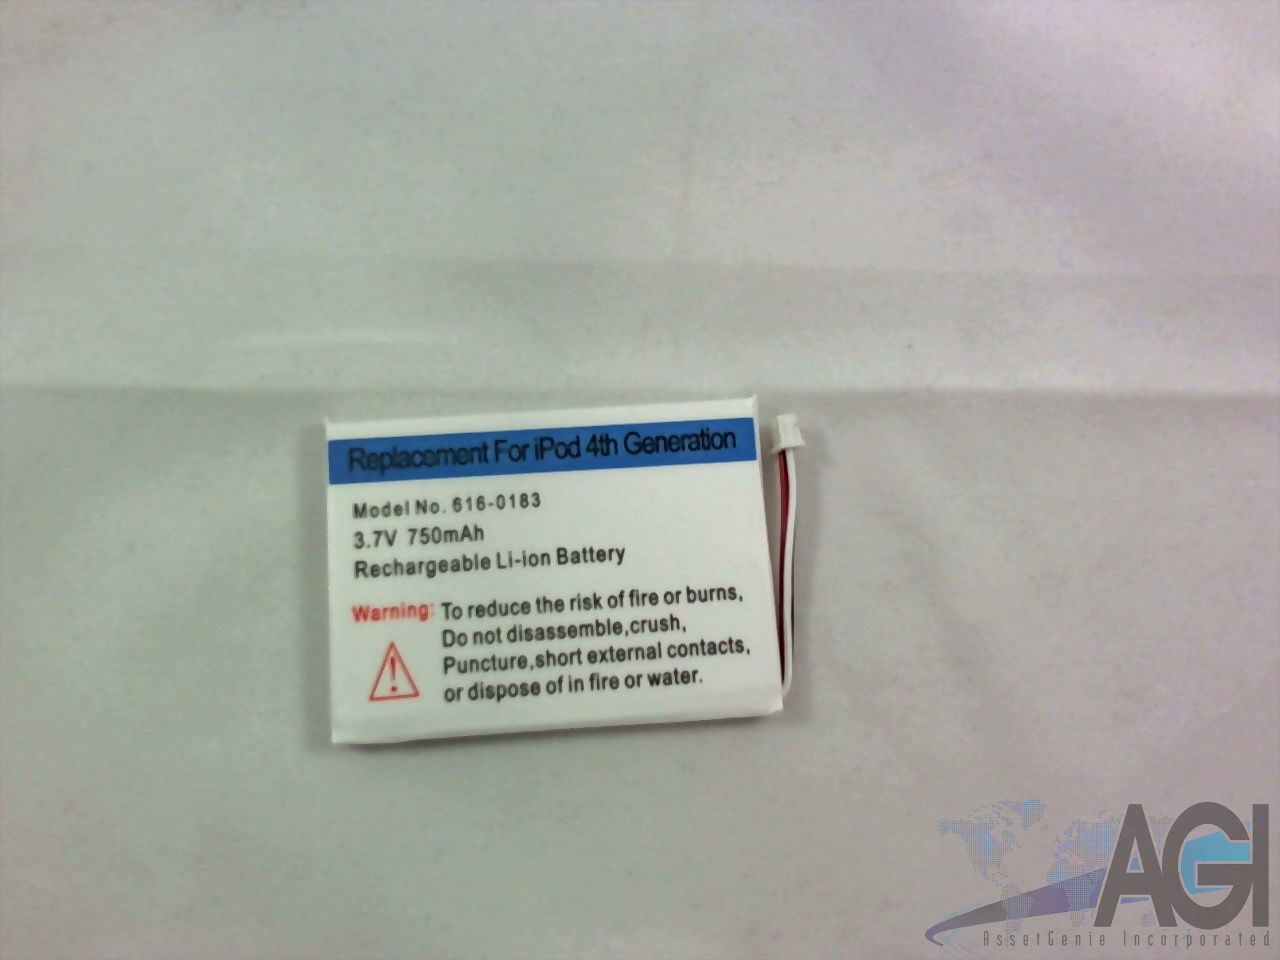 Replacement For iPod 4th Generation
Model No. 616-0183
3.7V 750mAh
Rechargeable Li-ion Battery
Warning: To reduce the risk of fire or burns,
Do not disassemble,crush,
Puncture,short external contacts,
or dispose of in fire or water.
AGI
AssetGenie Incorporated